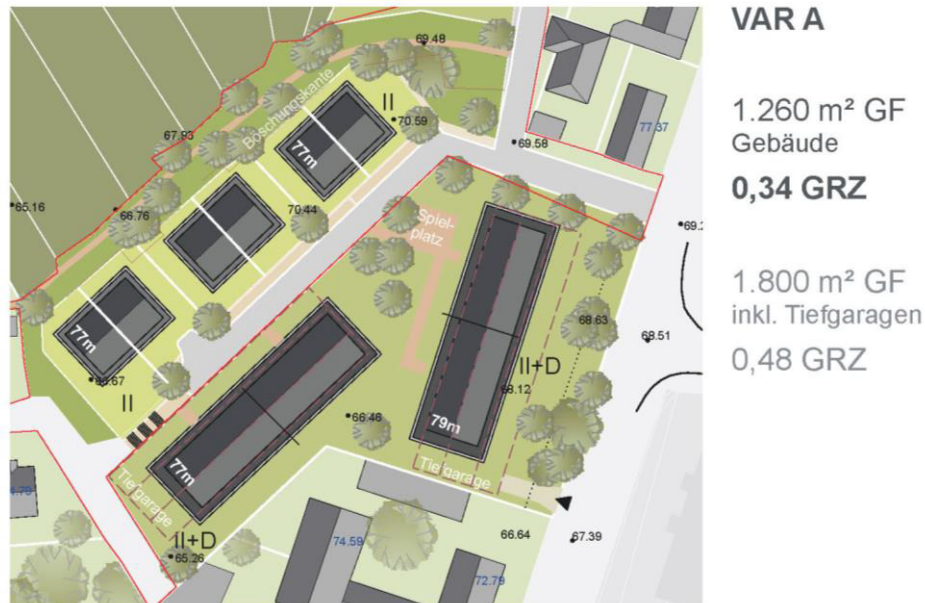 VAR A
1.260 m² GF
Gebäude
0,34 GRZ
1.800 m² GF
inkl. Tiefgaragen
0,48 GRZ
69.48
II
70.59
77.37
Böschungskante
67.93
77m
69.58
65.16
66.76
70.44
Spiel-
platz
77m
68.63
68.51
II+D
68.12
II
66.46
79m
77m
Tiefgarage
Tiefgarage
II+D
65.26
74.59
66.64
67.39
72.79